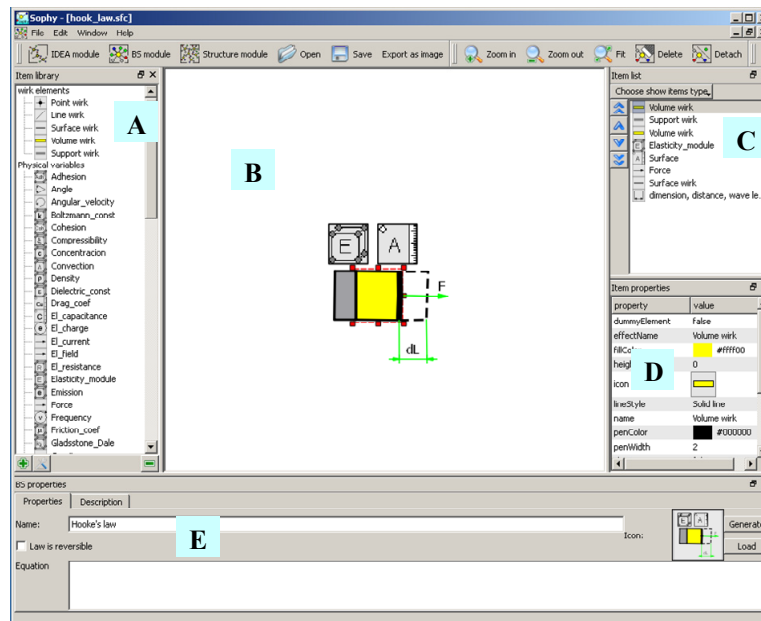 Sophy - [hook_law.sfc]
File Edit Window Help
IDEA module BS module Structure module Open Save Export as image Zoom in Zoom out Fit Delete Detach
Item library
wirk elements
Point wirk
Line wirk
Surface wirk
Volume wirk
Support wirk
Physical variables
Adhesion
Angle
Angular_velocity
Boltzmann_const
Cohesion
Compressibility
Concentracion
Convection
Density
Dielectric_const
Drag_coef
El_capacitance
El_charge
El_current
El_field
El_resistance
Elasticity_module
Emission
Force
Frequency
Friction_coef
Gladsstone_Dale
A
B
E A
F
dL
Item list
Choose show items type
Volume wirk
Support wirk
Volume wirk
Elasticity_module
Surface
Force
Surface wirk
dimension, distance, wave le..
C
Item properties
property value
dummyElement false
effectName Volume wirk
fillColo #ffff00
heigh 0
icon
lineStyle Solid line
name Volume wirk
penColor #000000
penWidth 2
D
BS properties
Properties Description
Name: Hooke's law
Law is reversible
Equation
E
Icon:
Generate
Load